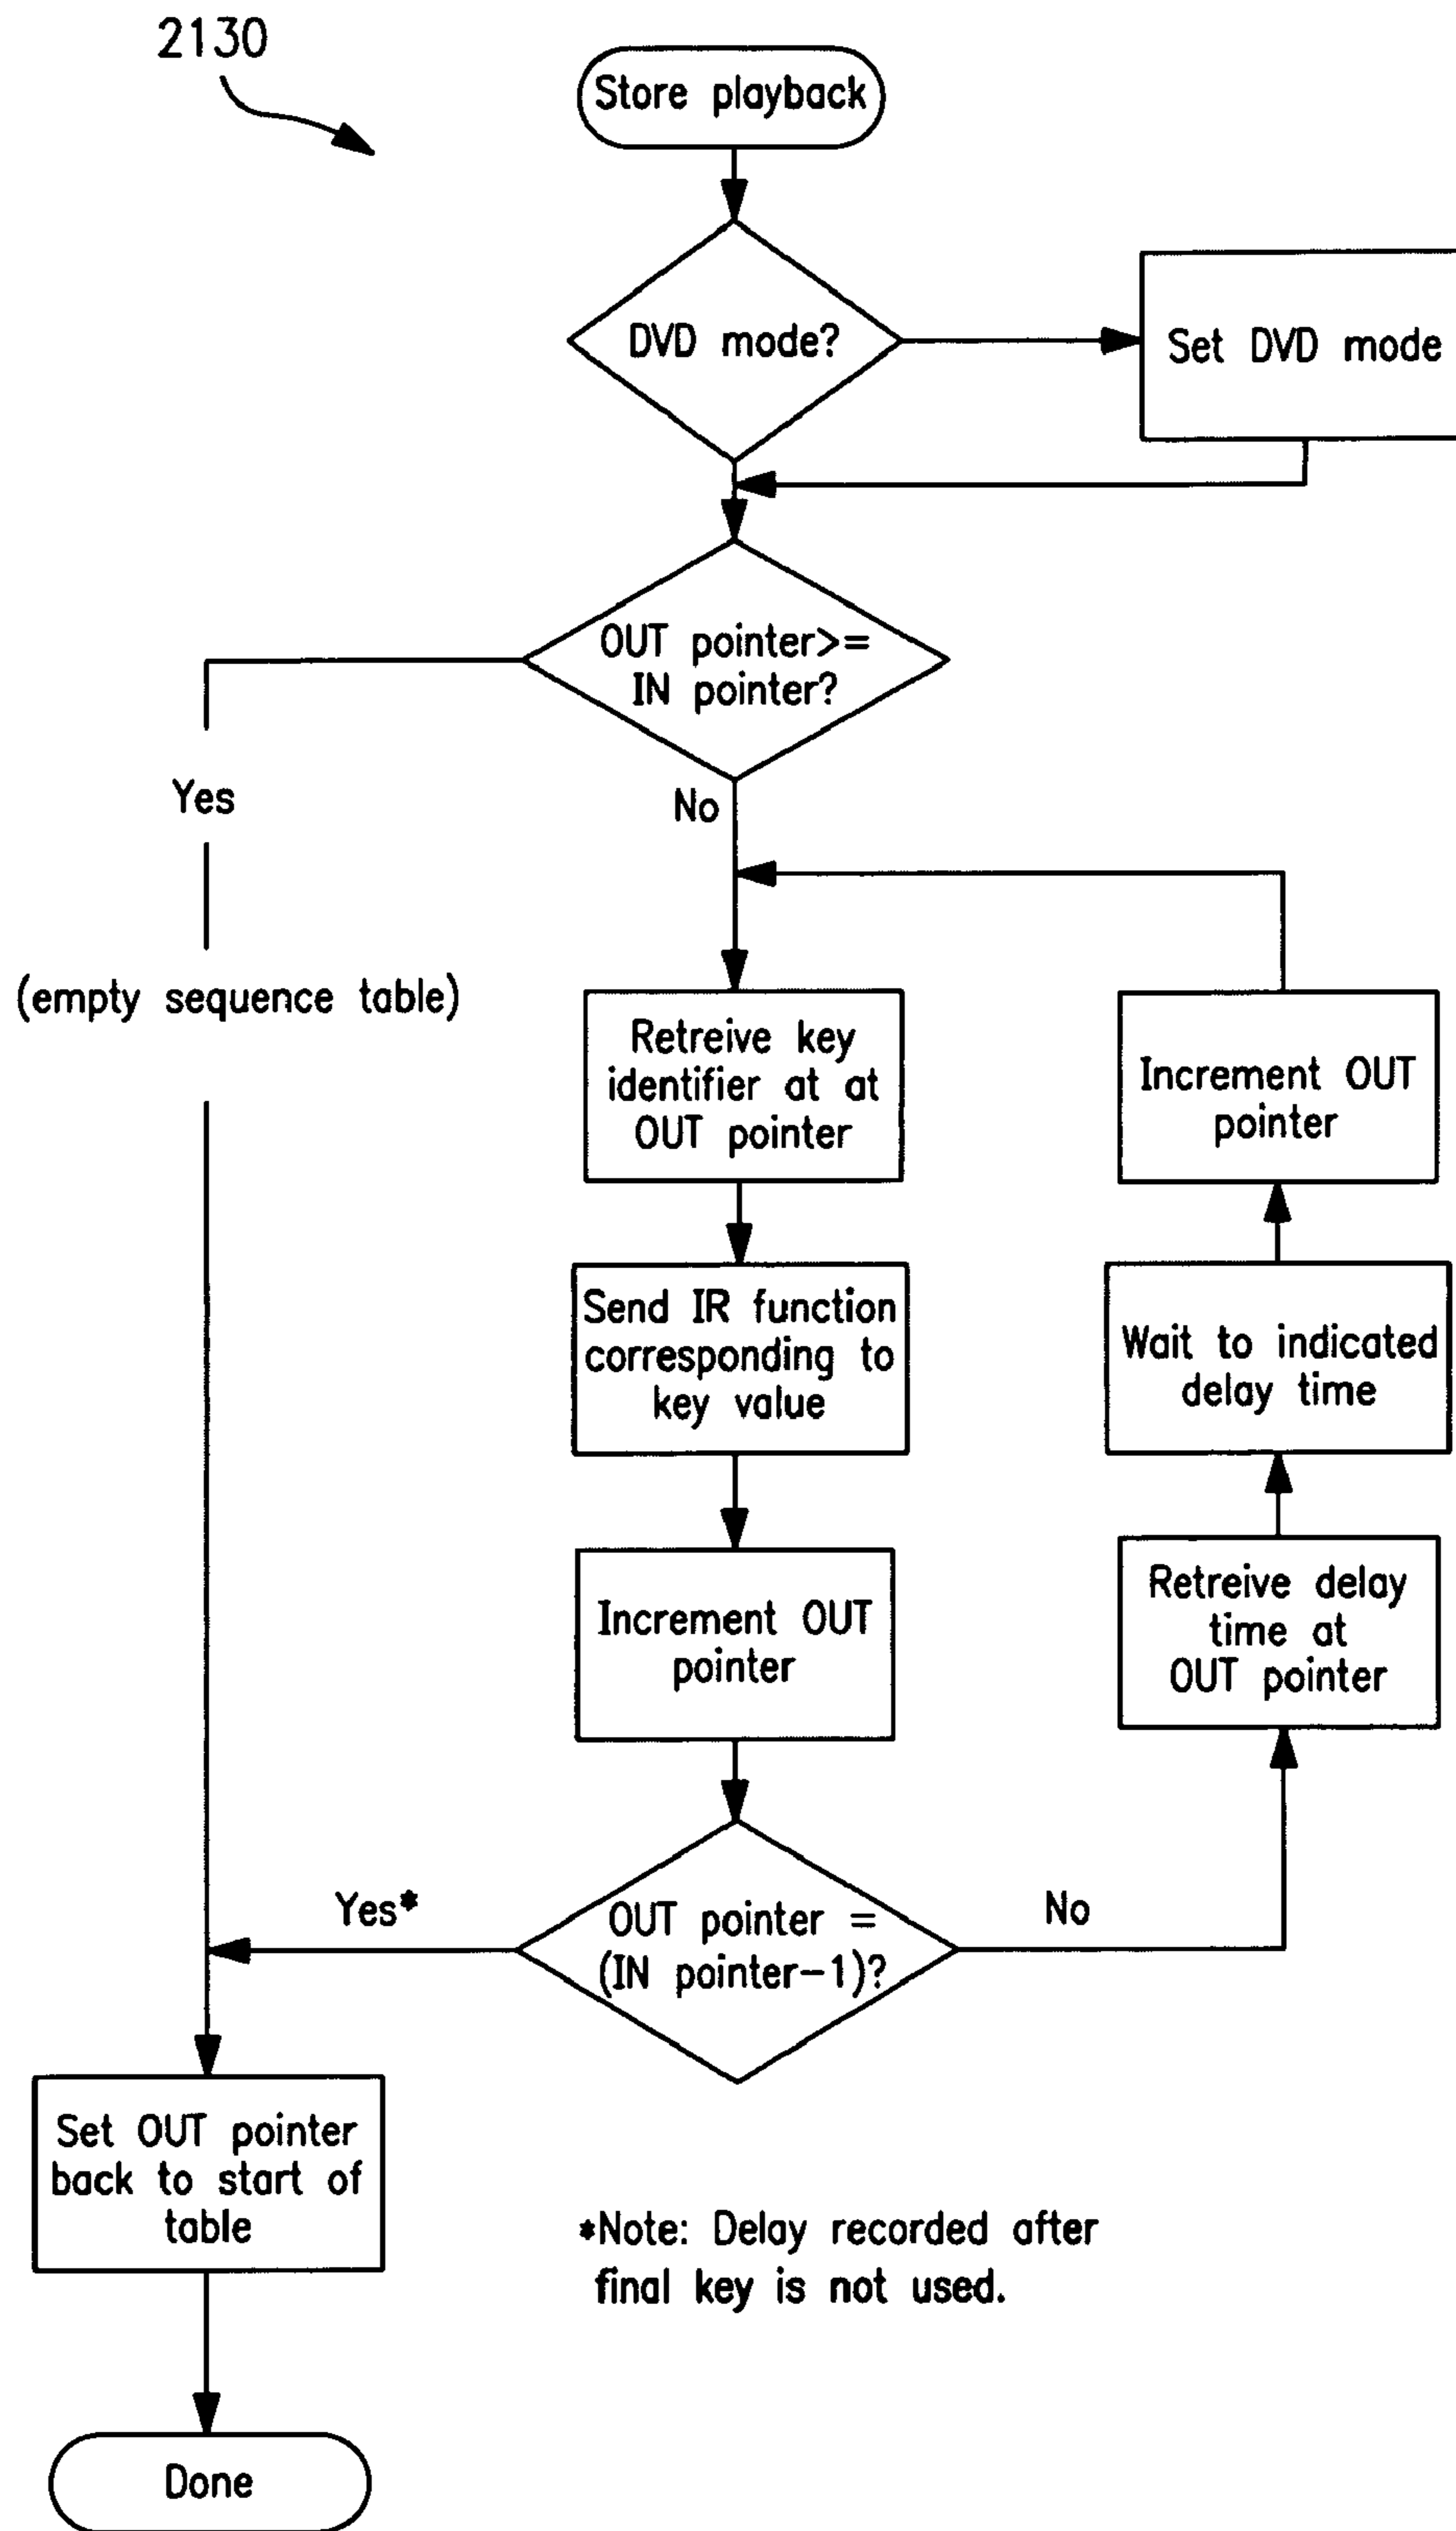 2130
Store playback
DVD mode?
Set DVD mode
OUT pointer>=
IN pointer?
Yes
No
(empty sequence table)
Retreive key
identifier at at
OUT pointer
Increment OUT
pointer
Send IR function
corresponding to
key value
Wait to indicated
delay time
Increment OUT
pointer
Retreive delay
time at
OUT pointer
Yes*
OUT pointer =
(IN pointer-1)?
No
Set OUT pointer
back to start of
table
*Note: Delay recorded after
final key is not used.
Done